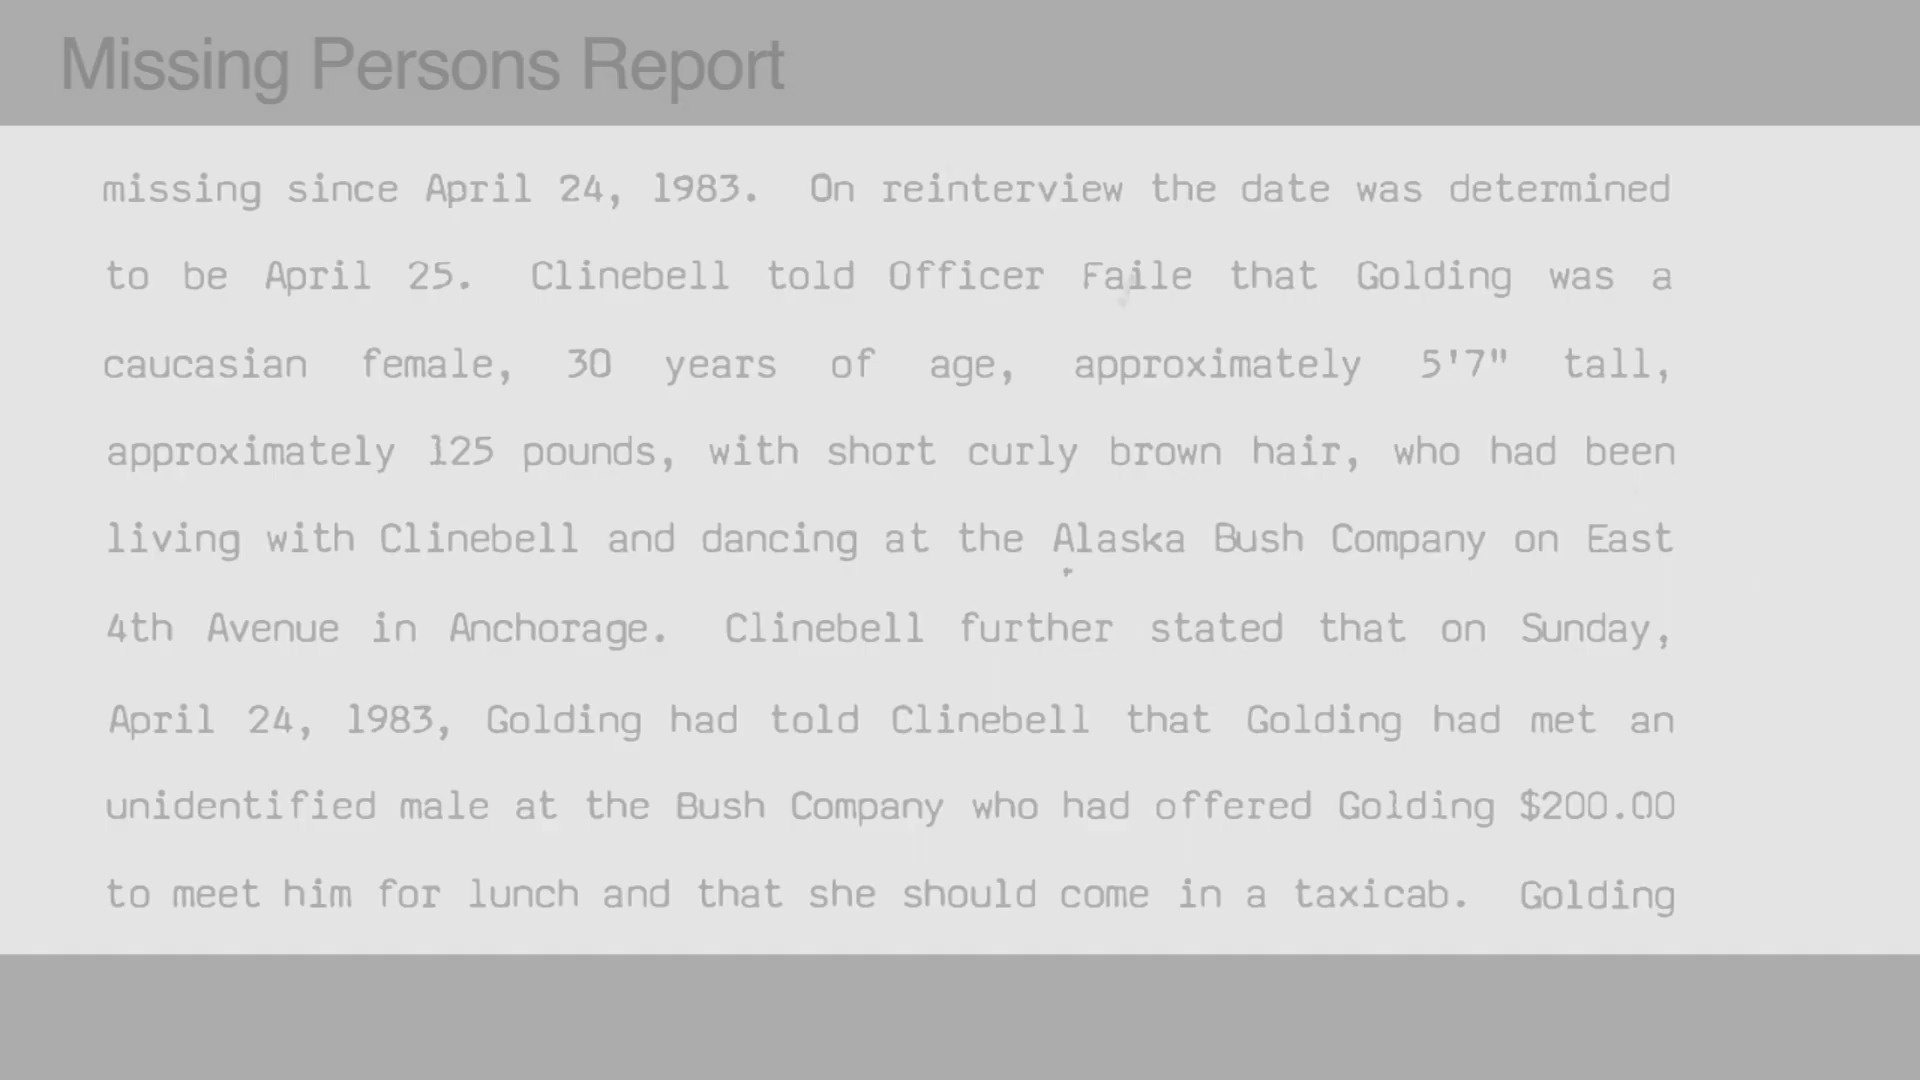 Missing Persons Report
missing since April 24, 1983. On reinterview the date was determined
to be April 25. Clinebell told Officer Faile that Golding was a
caucasian female, 30 years of age, approximately 5'7" tall,
approximately 125 pounds, with short curly brown hair, who had been
living with Clinebell and dancing at the Alaska Bush Company on East
4th Avenue in Anchorage. Clinebell further stated that on Sunday,
April 24, 1983, Golding had told Clinebell that Golding had met an
unidentified male at the Bush Company who had offered Golding $200.00
to meet him for lunch and that she should come in a taxicab. Golding